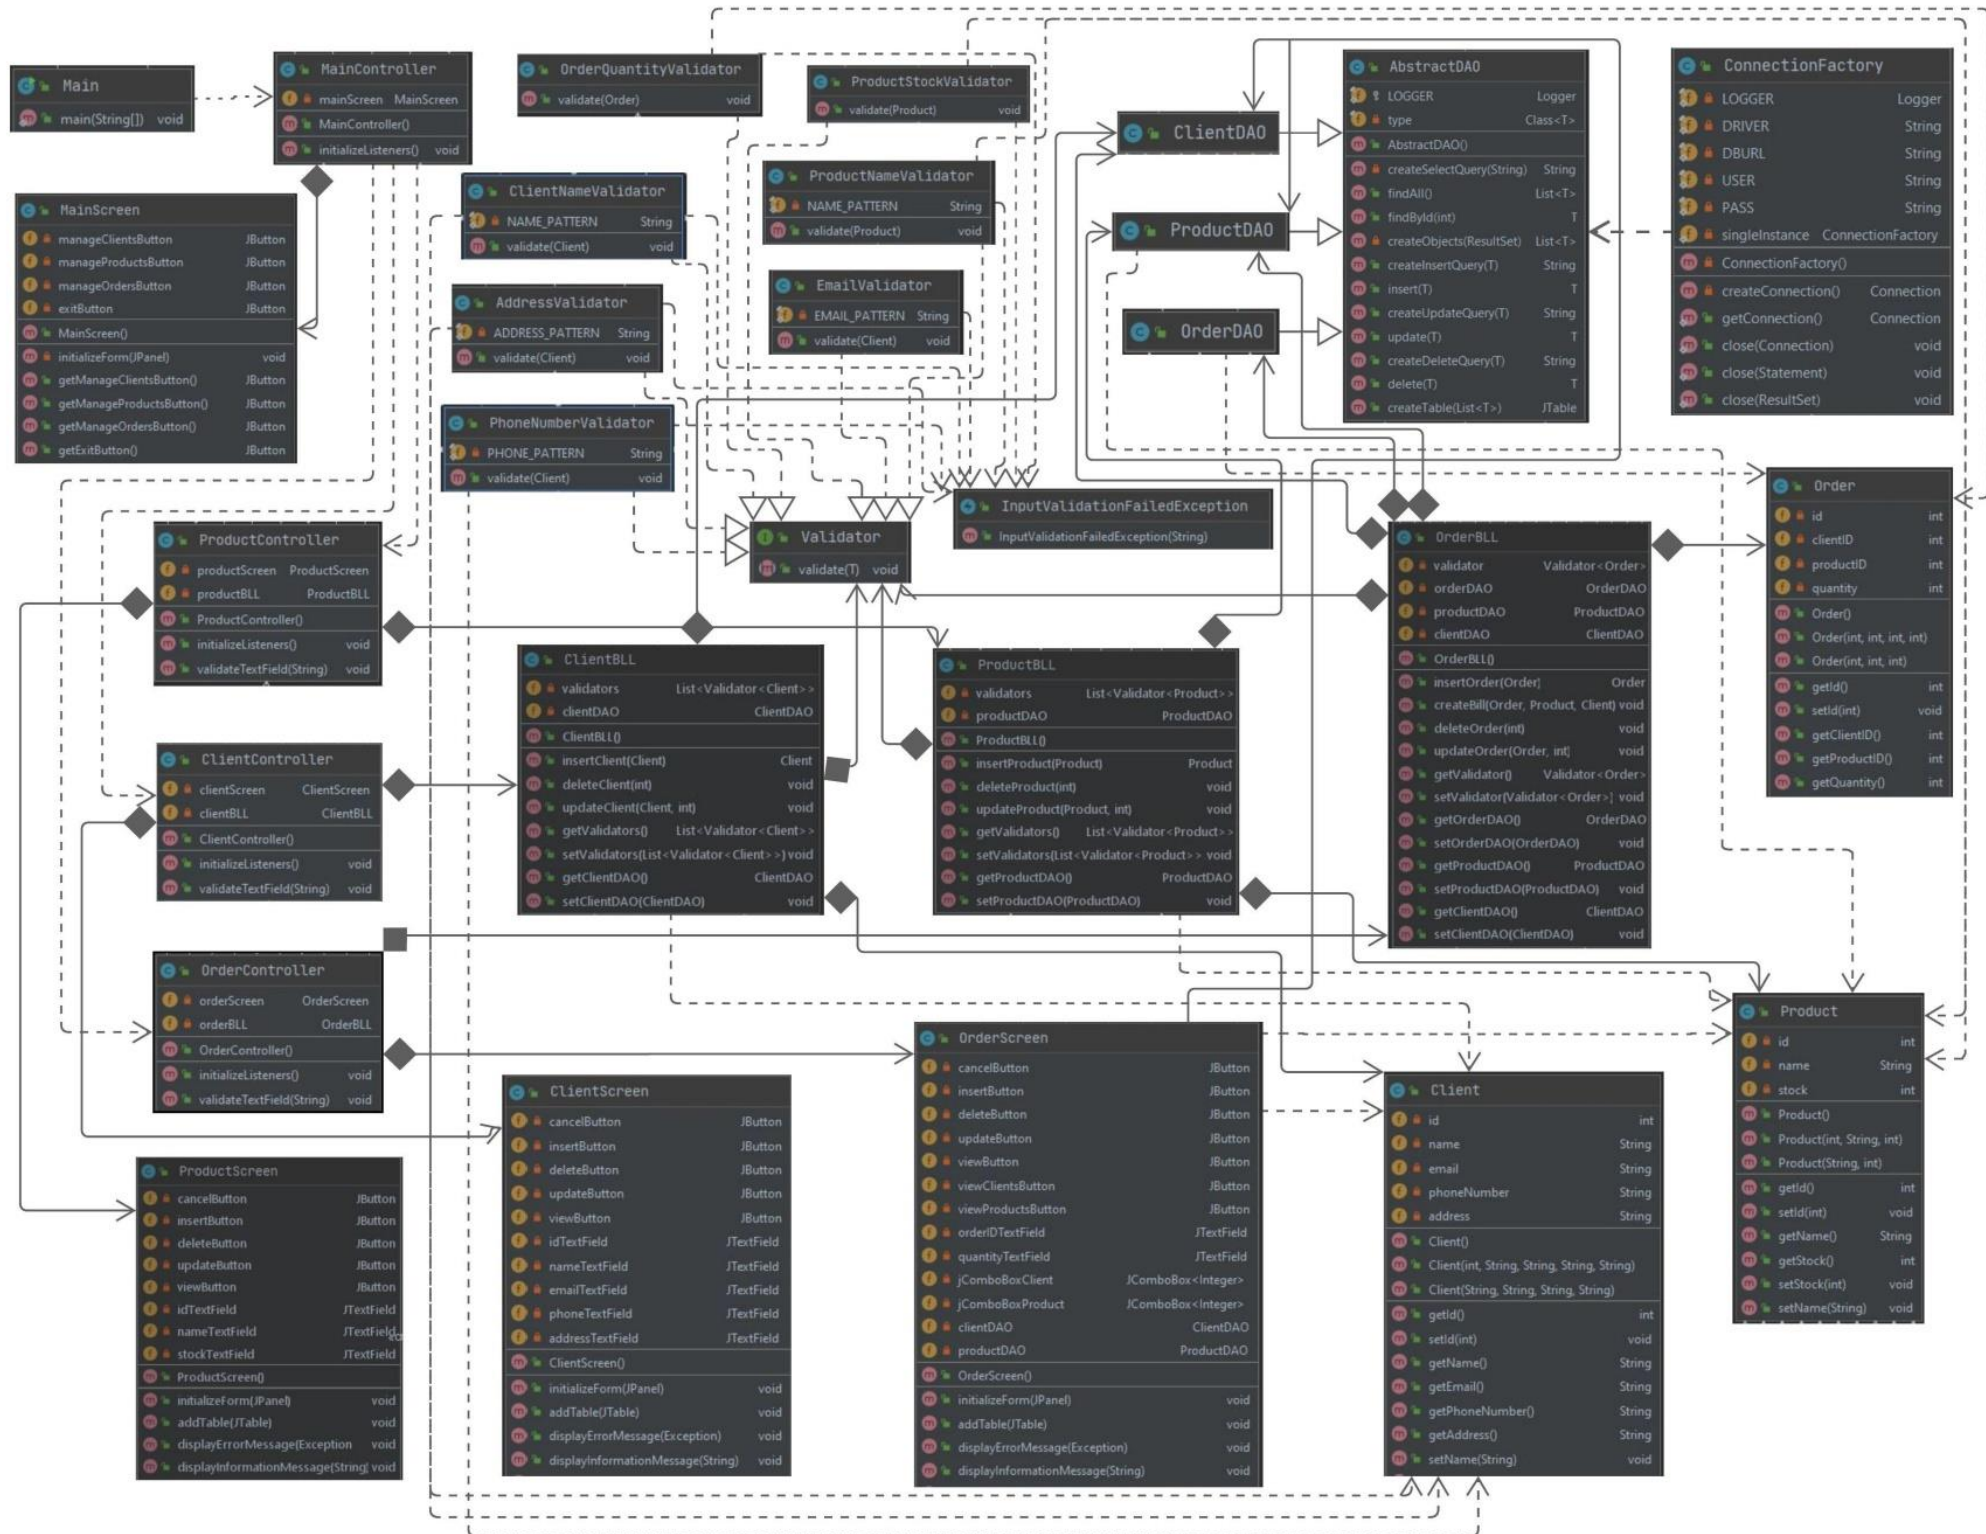 Main
main(String[]) void
MainController
mainScreen MainScreen
MainController()
initializeListeners() void
MainScreen
manageClientsButton JButton
manageProductsButton JButton
manageOrdersButton JButton
exitButton JButton
MainScreen()
initializeForm(JPanel) void
getManageClientsButton() JButton
getManageProductsButton() JButton
getManageOrdersButton() JButton
getExitButton() JButton
OrderQuantityValidator
validate(Order) void
ProductStockValidator
validate(Product) void
ClientNameValidator
NAME_PATTERN String
validate(Client) void
ProductNameValidator
NAME_PATTERN String
validate(Product) void
AddressValidator
ADDRESS_PATTERN String
validate(Client) void
EmailValidator
EMAIL_PATTERN String
validate(Client) void
PhoneNumberValidator
PHONE_PATTERN String
validate(Client) void
ClientDAO
ProductDAO
OrderDAO
AbstractDAO
LOGGER Logger
type Class<T>
AbstractDAO()
createSelectQuery(String) String
findAll() List<T>
findById(int) T
createObjects(ResultSet) List<T>
createInsertQuery(T) String
insert(T) T
createUpdateQuery(T) String
update(T) T
createDeleteQuery(T) String
delete(T) T
createTable(List<T>) JTable
ConnectionFactory
LOGGER Logger
DRIVER String
DBURL String
USER String
PASS String
singleInstance ConnectionFactory
ConnectionFactory()
createConnection() Connection
getConnection() Connection
close(Connection) void
close(Statement) void
close(ResultSet) void
Validator
validate(T) void
InputValidationFailedException
InputValidationFailedException(String)
Order
id int
clientID int
productID int
quantity int
Order()
Order(int, int, int, int)
Order(int, int, int)
getId() int
setId(int) void
getClientID() int
getProductID() int
getQuantity() int
ProductController
productScreen ProductScreen
productBLL ProductBLL
ProductController()
initializeListeners() void
validateTextField(String) void
ClientController
clientScreen ClientScreen
clientBLL ClientBLL
ClientController()
initializeListeners() void
validateTextField(String) void
OrderController
orderScreen OrderScreen
orderBLL OrderBLL
OrderController()
initializeListeners() void
validateTextField(String) void
ClientBLL
validators List<Validator<Client>>
clientDAO ClientDAO
ClientBLL()
insertClient(Client) Client
deleteClient(int) void
updateClient(Client, int) void
getValidators() List<Validator<Client>>
setValidators(List<Validator<Client>>) void
getClientDAO() ClientDAO
setClientDAO(ClientDAO) void
ProductBLL
validators List<Validator<Product>>
productDAO ProductDAO
ProductBLL()
insertProduct(Product) Product
deleteProduct(int) void
updateProduct(Product, int) void
getValidators() List<Validator<Product>>
setValidators(List<Validator<Product>> void
getProductDAO() ProductDAO
setProductDAO(ProductDAO) void
OrderBLL
validator Validator<Order>
orderDAO OrderDAO
productDAO ProductDAO
clientDAO ClientDAO
OrderBLL()
insertOrder(Order) Order
createBill(Order, Product, Client) void
deleteOrder(int) void
updateOrder(Order, int) void
getValidator() Validator<Order>
setValidator(Validator<Order>) void
getOrderDAO() OrderDAO
setOrderDAO(OrderDAO) void
getProductDAO() ProductDAO
setProductDAO(ProductDAO) void
getClientDAO() ClientDAO
setClientDAO(ClientDAO) void
ProductScreen
cancelButton JButton
insertButton JButton
deleteButton JButton
updateButton JButton
viewButton JButton
idTextField JTextField
nameTextField JTextField
stockTextField JTextField
ProductScreen()
initializeForm(JPanel) void
addTable(JTable) void
displayErrorMessage(Exception void
displayInformationMessage(String) void
ClientScreen
cancelButton JButton
insertButton JButton
deleteButton JButton
updateButton JButton
viewButton JButton
idTextField JTextField
nameTextField JTextField
emailTextField JTextField
phoneTextField JTextField
addressTextField JTextField
ClientScreen()
initializeForm(JPanel) void
addTable(JTable) void
displayErrorMessage(Exception) void
displayInformationMessage(String) void
OrderScreen
cancelButton JButton
insertButton JButton
deleteButton JButton
updateButton JButton
viewButton JButton
viewClientsButton JButton
viewProductsButton JButton
orderIDTextField JTextField
quantityTextField JTextField
jComboBoxClient JComboBox<Integer>
jComboBoxProduct JComboBox<Integer>
clientDAO ClientDAO
productDAO ProductDAO
OrderScreen()
initializeForm(JPanel) void
addTable(JTable) void
displayErrorMessage(Exception) void
displayInformationMessage(String) void
Client
id int
name String
email String
phoneNumber String
address String
Client()
Client(int, String, String, String, String)
Client(String, String, String, String)
getId() int
setId(int) void
getName() String
getEmail() String
getPhoneNumber() String
getAddress() String
setName(String) void
Product
id int
name String
stock int
Product()
Product(int, String, int)
Product(String, int)
getId() int
setId(int) void
getName() String
getStock() int
setStock(int) void
setName(String) void